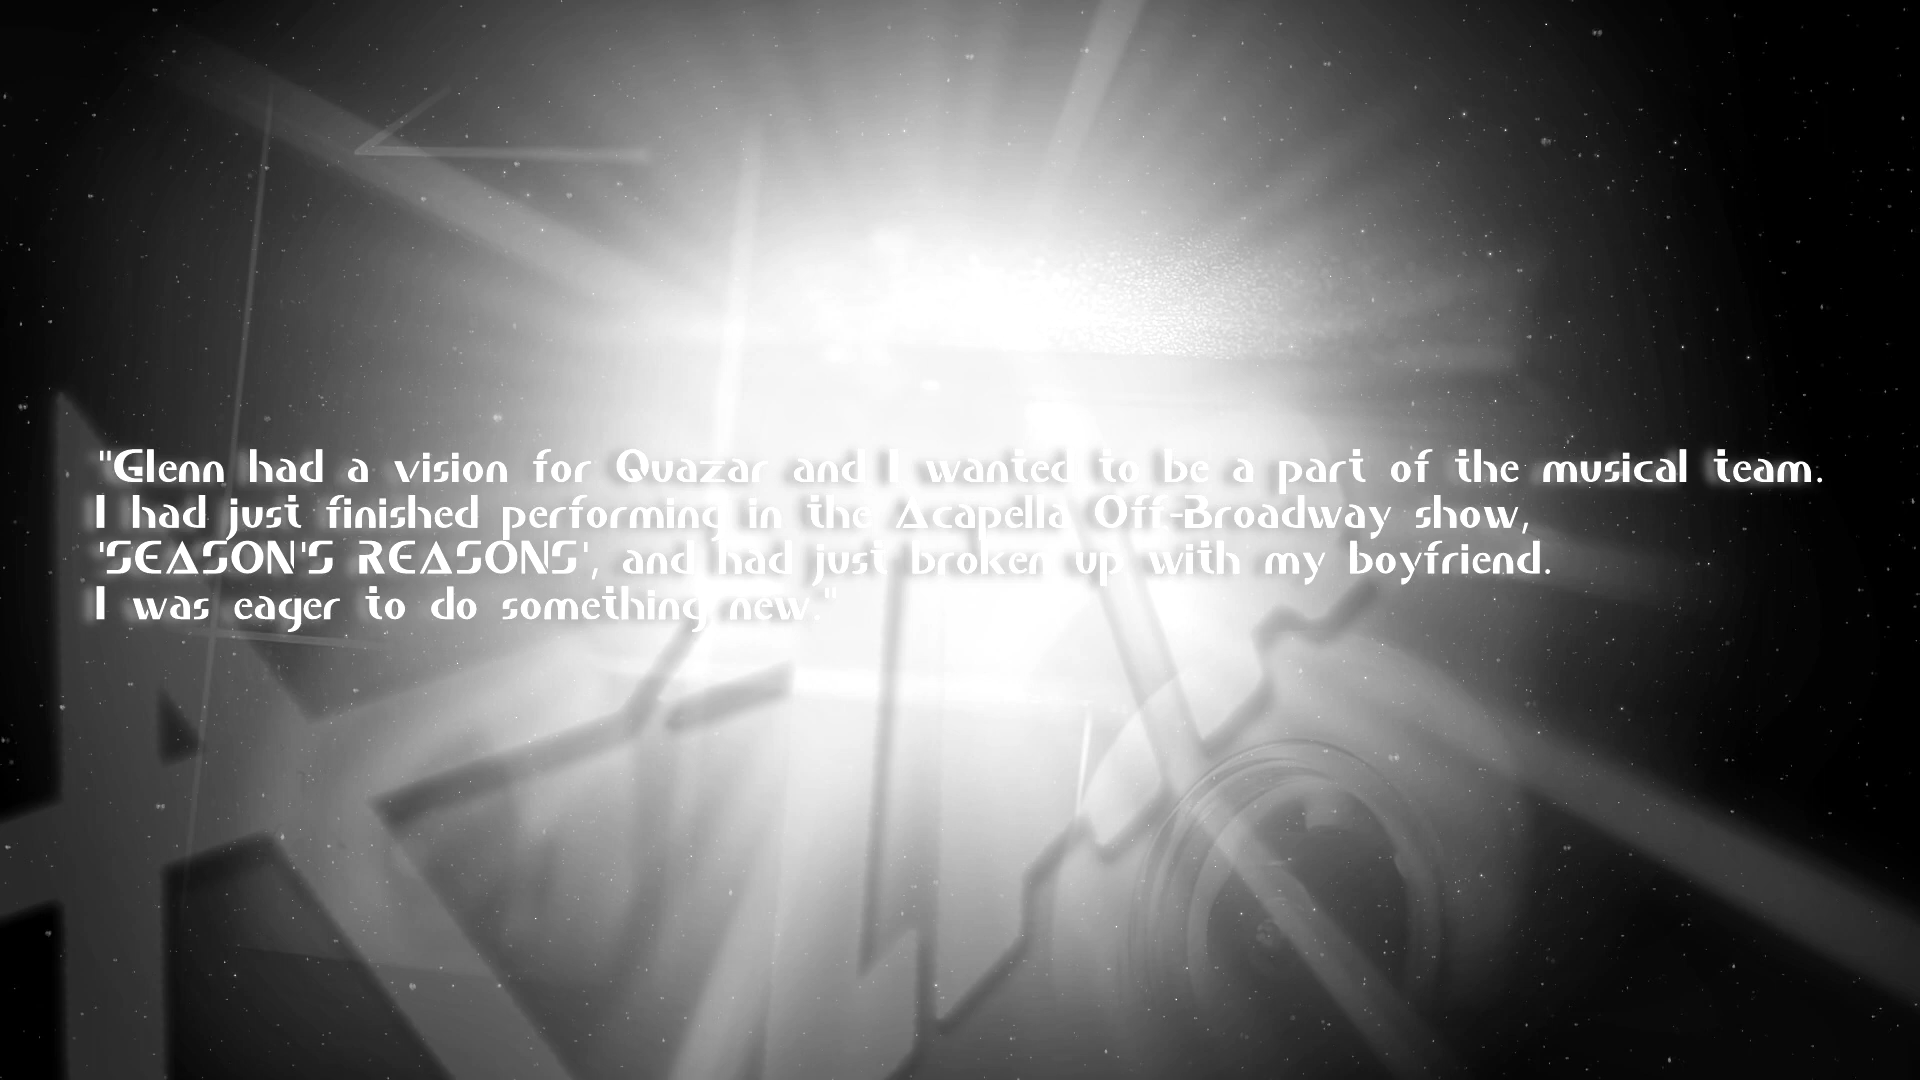 "Glenn had a vision for Quazar and I wanted to be a part of the musical team.
I had just finished performing in the Acapella Off-Broadway show,
'SEASON'S REASONS', and had just broken up with my boyfriend.
I was eager to do something new."